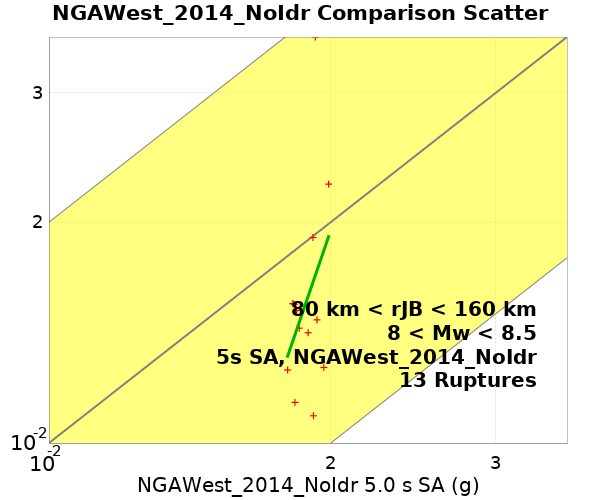 NGAWest_2014_NoIdr Comparison Scatter
3
2
10-2
80 km < rJB < 160 km
8 < Mw < 8.5
5s SA, NGAWest_2014_NoIdr
13 Ruptures
10-2
2
3
NGAWest_2014_NoIdr 5.0 s SA (g)